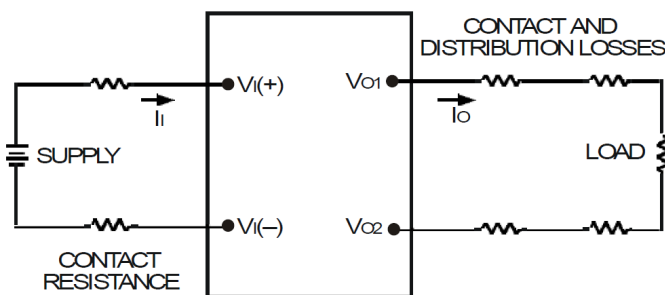 CONTACT AND
DISTRIBUTION LOSSES
VI(+)
VO1
II
IO
SUPPLY
LOAD
VI(–)
VO2
CONTACT
RESISTANCE